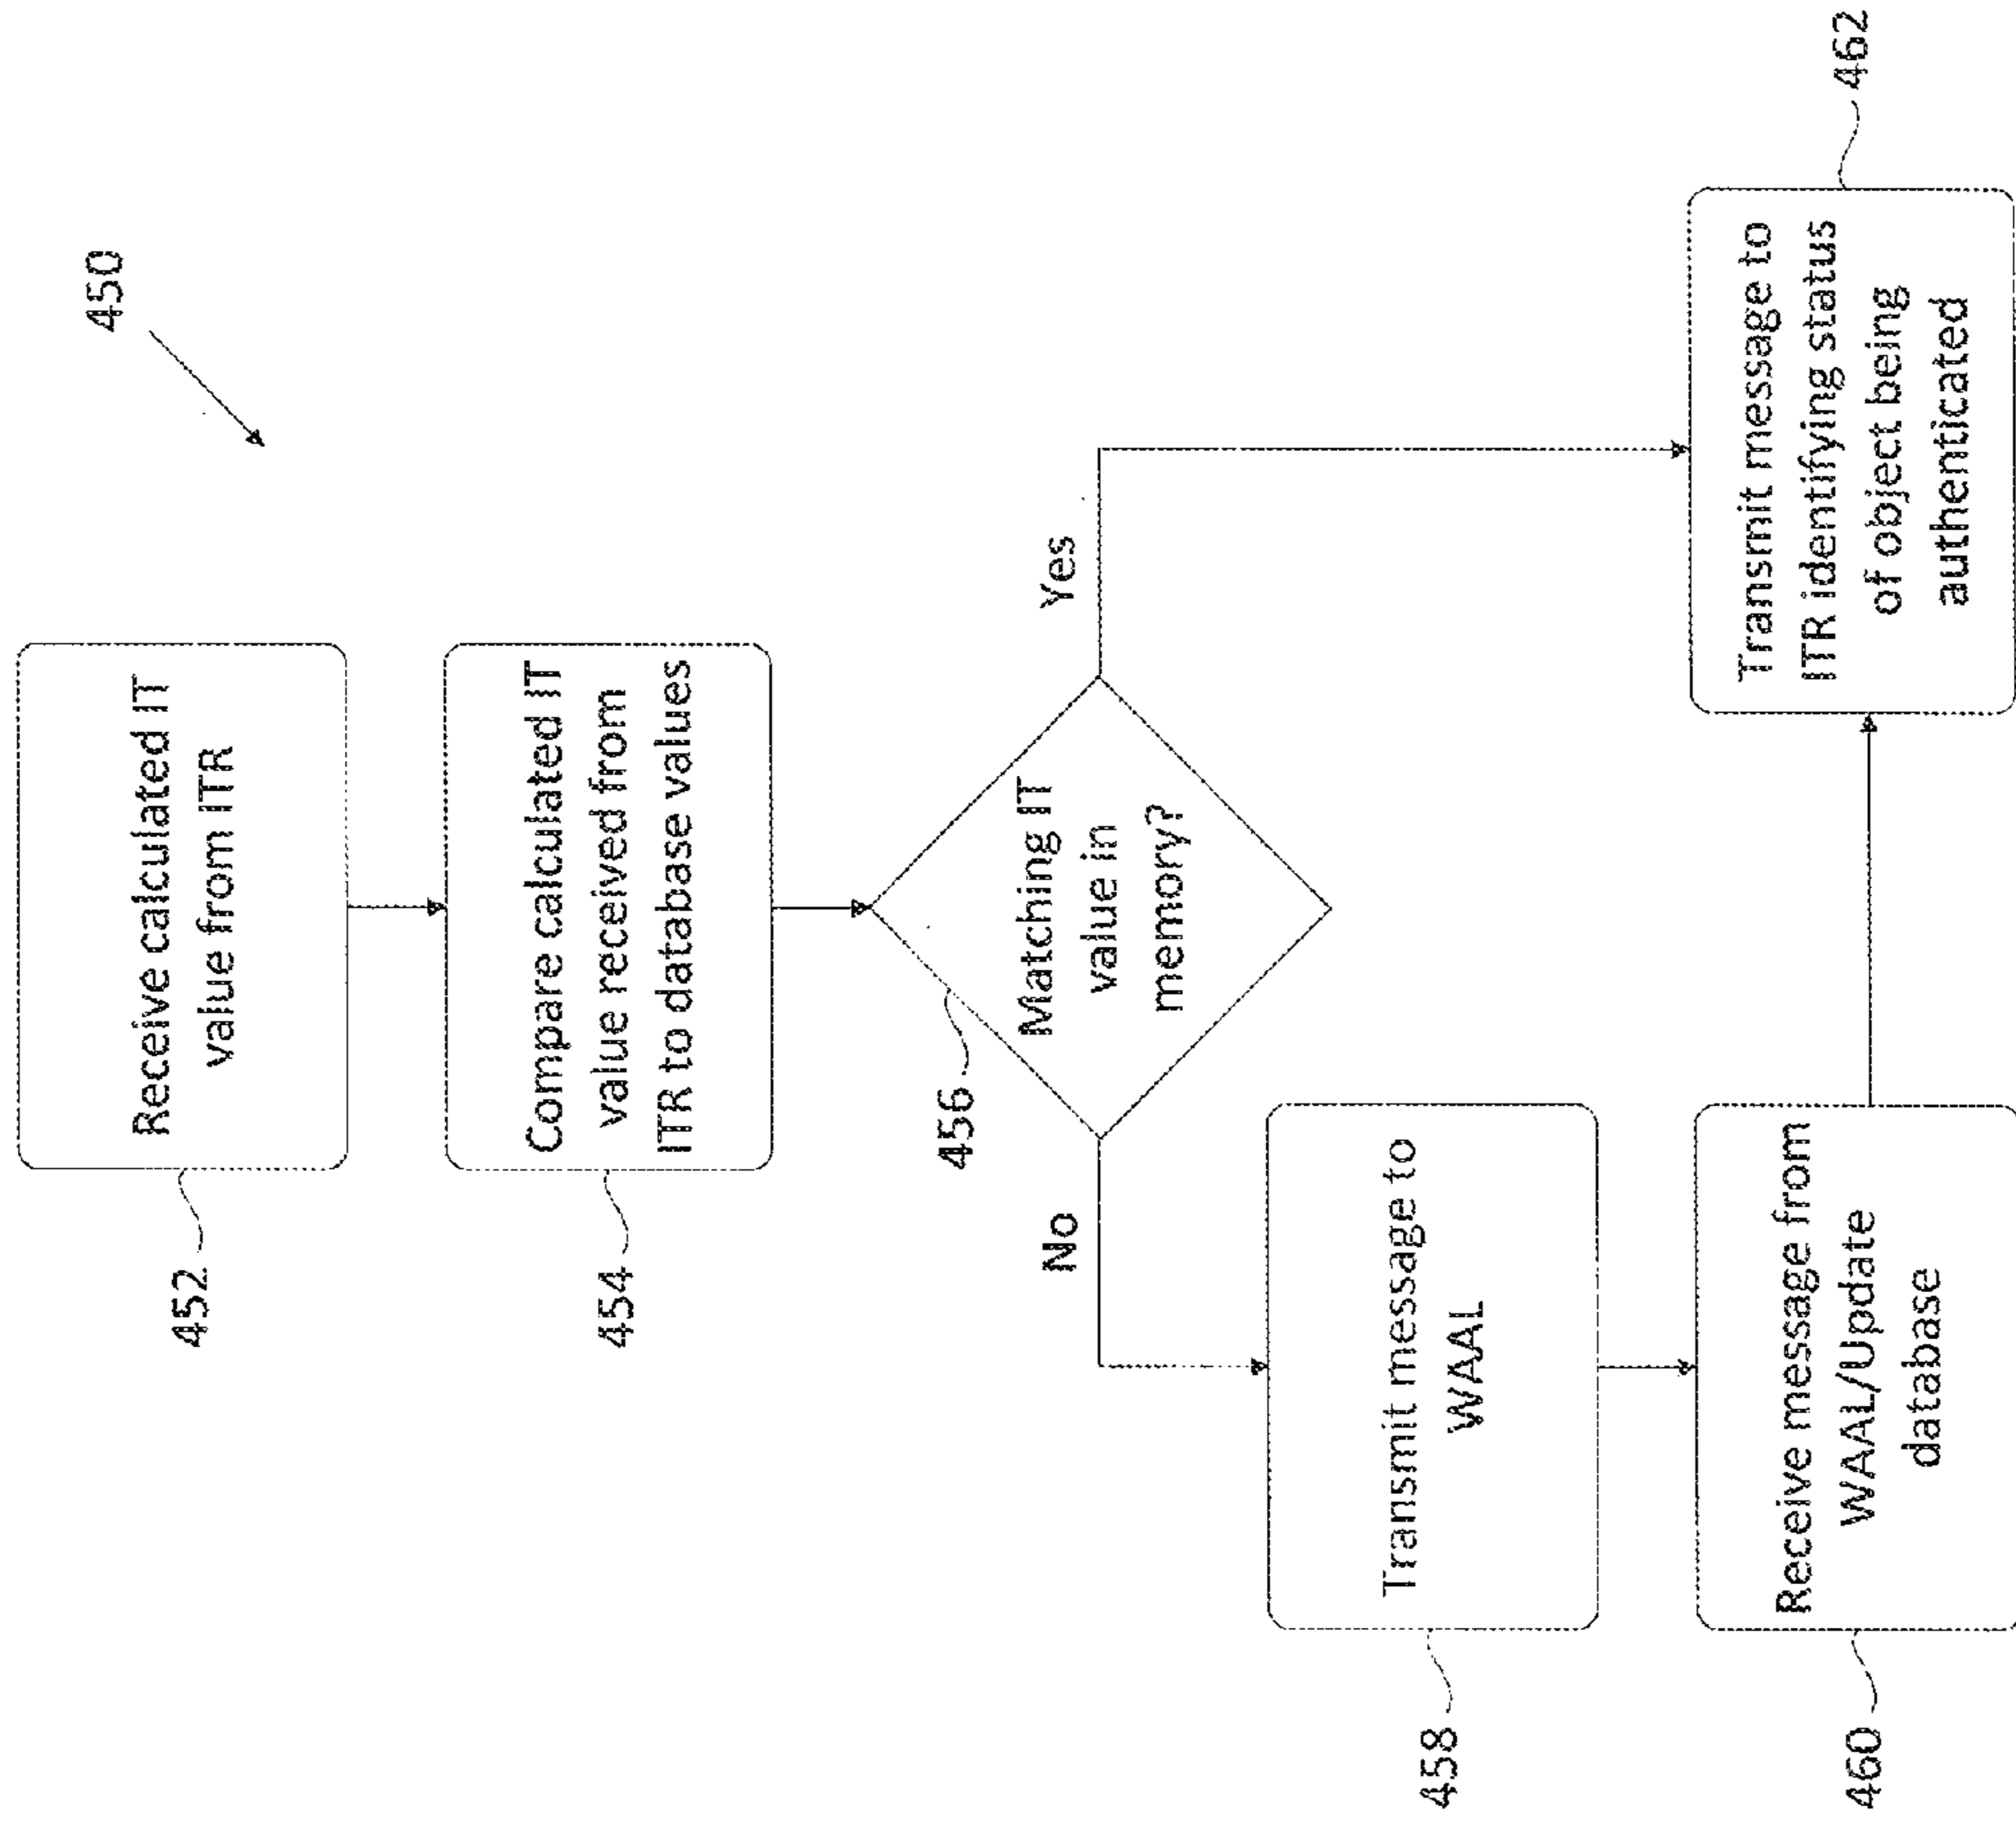 450
Receive calculated IT
value from ITR
452
Compare calculated IT
value received from
ITR to database values
454
Matching IT
value in
memory?
456
No
Yes
Transmit message to
WAAL
458
Receive message from
WAAL/Update
database
460
Transmit message to
ITR identifying status
of object being
authenticated
462